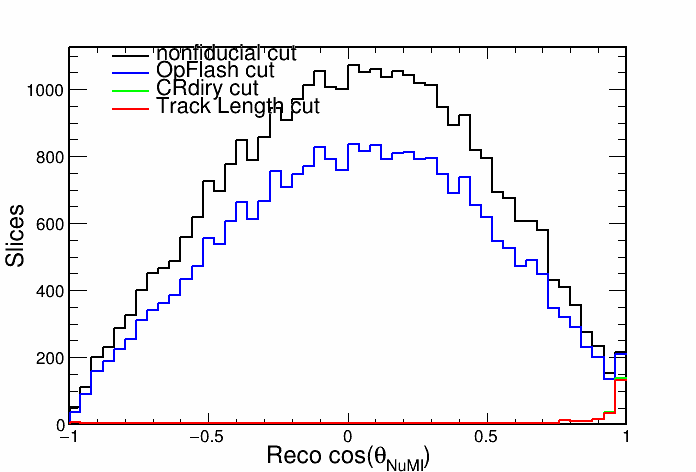 nonfiducial cut
OpFlash cut
CRdiry cut
Track Length cut
1000
800
600
400
200
0
Slices
−1 −0.5 0 0.5 1
Reco cos(θNuMI)